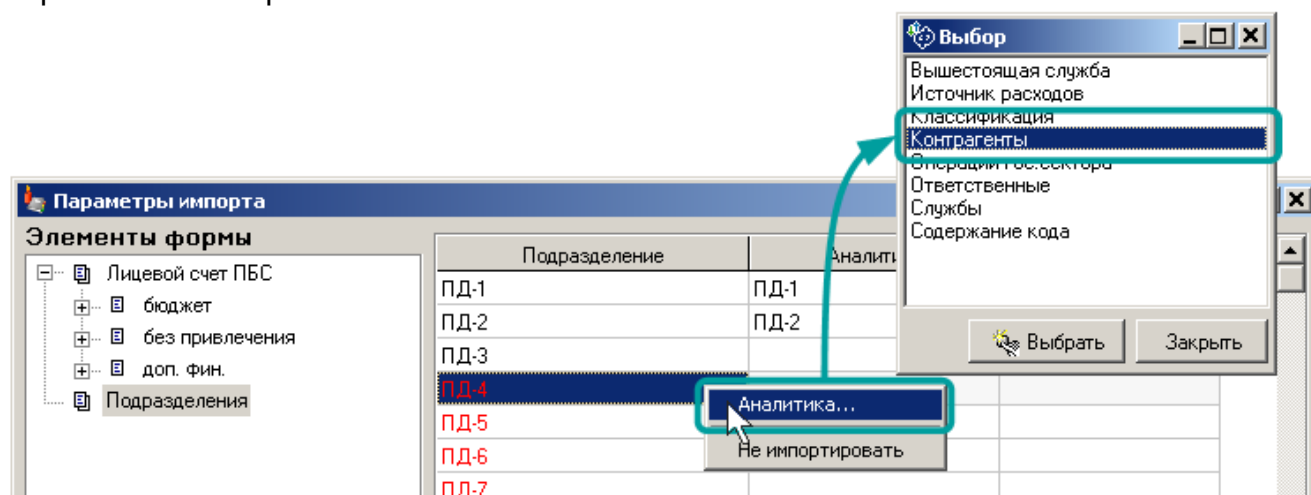 Выбор
Вышестоящая служба
Источник расходов
Классификация
Контрагенты
Операции гос.сектора
Ответственные
Службы
Содержание кода
Выбрать
Закрыть
Параметры импорта
Элементы формы
Лицевой счет ПБС
бюджет
без привлечения
доп. фин.
Подразделения
Подразделение
Аналити
ПД-1
ПД-1
ПД-2
ПД-2
ПД-3
ПД-4
ПД-5
ПД-6
ПД-7
Аналитика...
Не импортировать